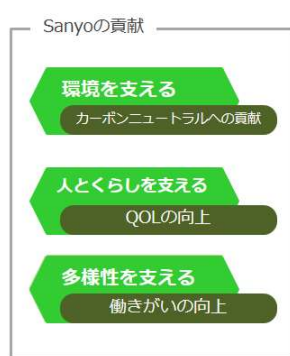 Sanyoの貢献
環境を支える
カーボンニュートラルへの貢献
人とくらしを支える
QOLの向上
多様性を支える
働きがいの向上